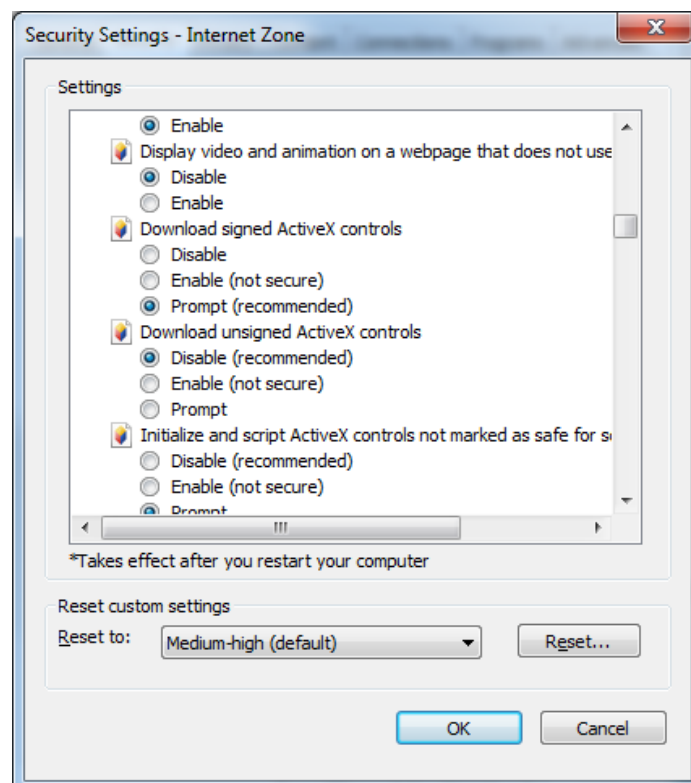 Security Settings - Internet Zone
Settings
Enable
Display video and animation on a webpage that does not use
Disable
Enable
Download signed ActiveX controls
Disable
Enable (not secure)
Prompt (recommended)
Download unsigned ActiveX controls
Disable (recommended)
Enable (not secure)
Prompt
Initialize and script ActiveX controls not marked as safe for s
Disable (recommended)
Enable (not secure)
Prompt
*Takes effect after you restart your computer
Reset custom settings
Reset to:
Medium-high (default)
Reset...
OK
Cancel